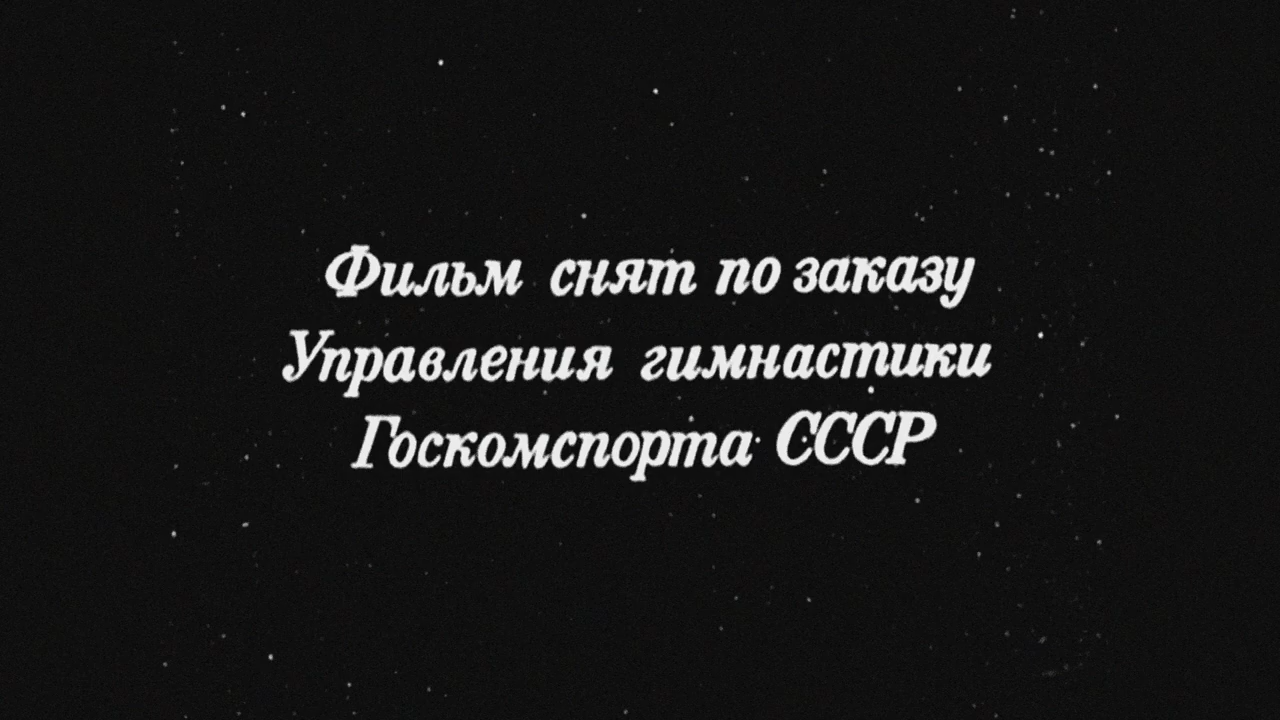 Фильм снят по заказу
Управления гимнастики
Госкомспорта СССР